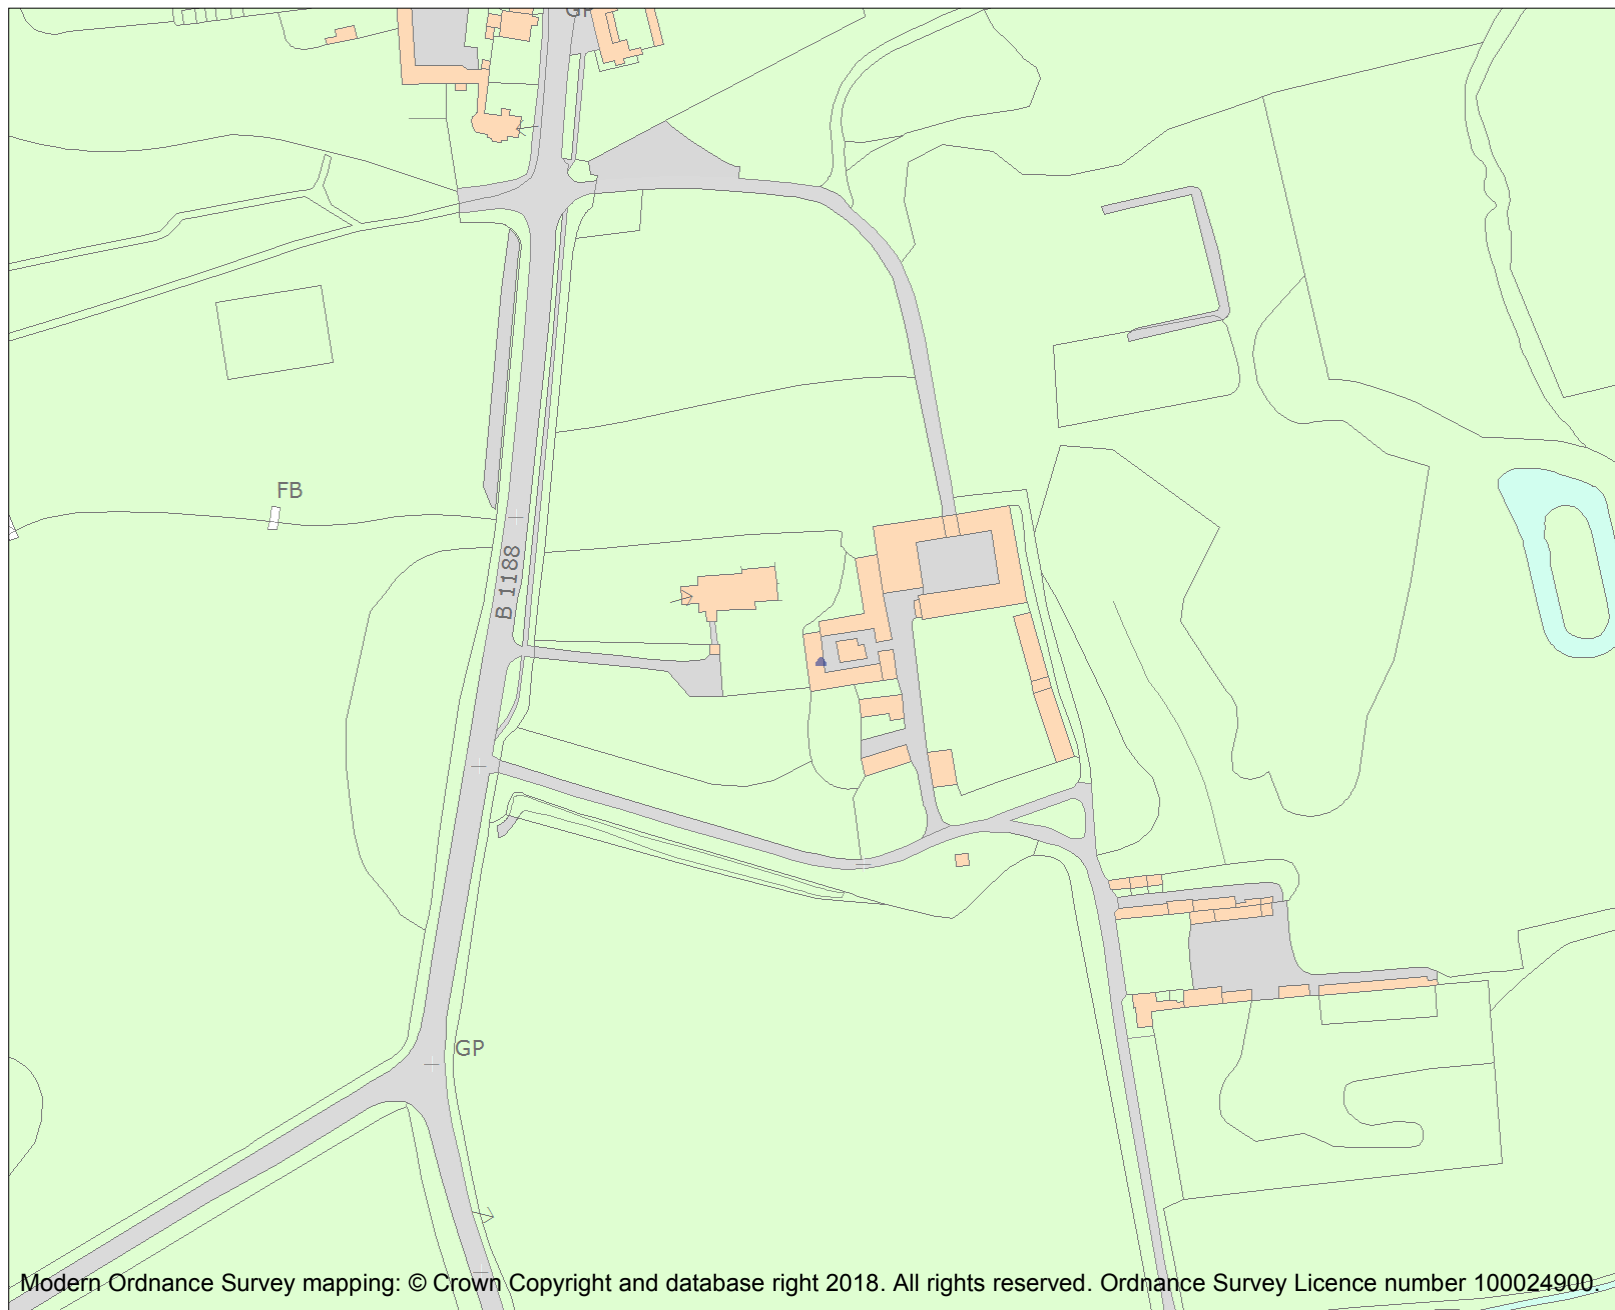 GP
FB
B 1188
GP
Modern Ordnance Survey mapping: © Crown Copyright and database right 2018. All rights reserved. Ordnance Survey Licence number 100024900.